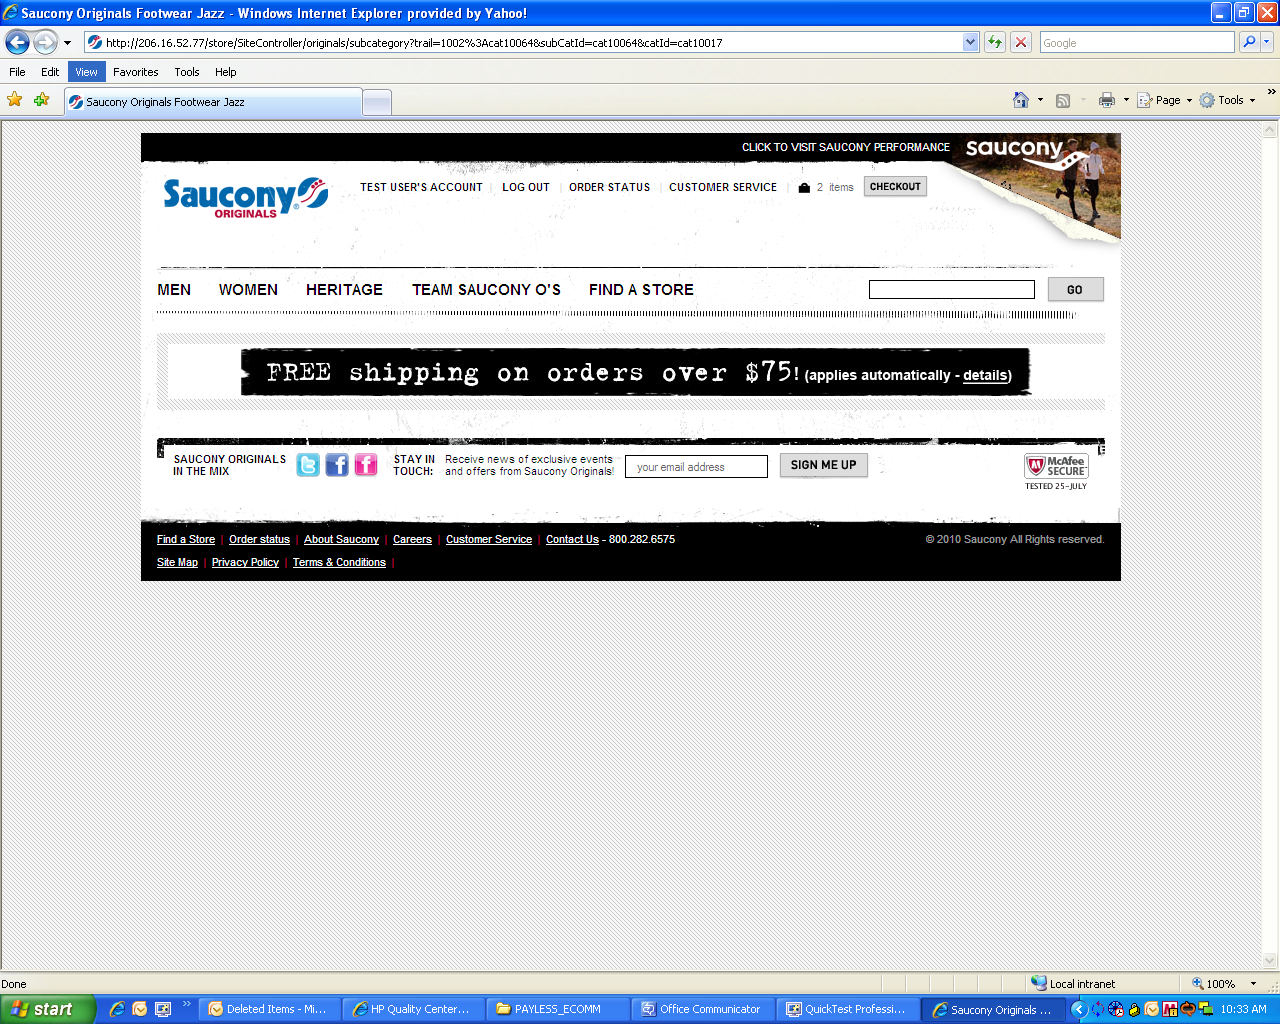 Saucony Originals Footwear Jazz - Windows Internet Explorer provided by Yahoo!
http://206.16.52.77/store/SiteController/originals/subcategory?trail=1002%3Acat10064&subCatId=cat10064&catId=cat10017
Google
File Edit View Favorites Tools Help
Saucony Originals Footwear Jazz
Page Tools
CLICK TO VISIT SAUCONY PERFORMANCE
saucony
Saucony
ORIGINALS
TEST USER'S ACCOUNT | LOG OUT | ORDER STATUS | CUSTOMER SERVICE | 2 items CHECKOUT
MEN WOMEN HERITAGE TEAM SAUCONY O'S FIND A STORE GO
FREE shipping on orders over $75! (applies automatically - details)
SAUCONY ORIGINALS
IN THE MIX
STAY IN
TOUCH:
Receive news of exclusive events
and offers from Saucony Originals!
your email address
SIGN ME UP
McAfee
SECURE
TESTED 25-JULY
Find a Store | Order status | About Saucony | Careers | Customer Service | Contact Us - 800.282.6575
© 2010 Saucony All Rights reserved.
Site Map | Privacy Policy | Terms & Conditions |
Done
Local intranet
100%
start
Deleted Items - Mi...
HP Quality Center...
PAYLESS_ECOMM
Office Communicator
QuickTest Professi...
Saucony Originals ...
10:33 AM